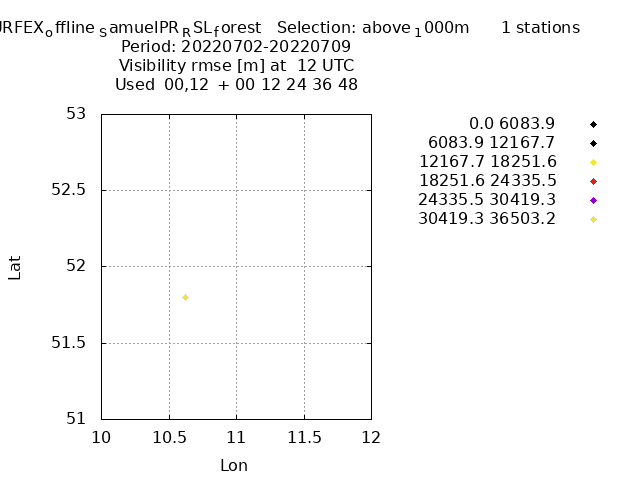 URFEXoffline SamuelPRRSLforest Selection: above1000m 1 stations
Period: 20220702-20220709
Visibility rmse [m] at 12 UTC
Used 00,12 + 00 12 24 36 48
0.0 6083.9
6083.9 12167.7
12167.7 18251.6
18251.6 24335.5
24335.5 30419.3
30419.3 36503.2
53
52.5
52
51.5
51
Lat
10 10.5 11 11.5 12
Lon